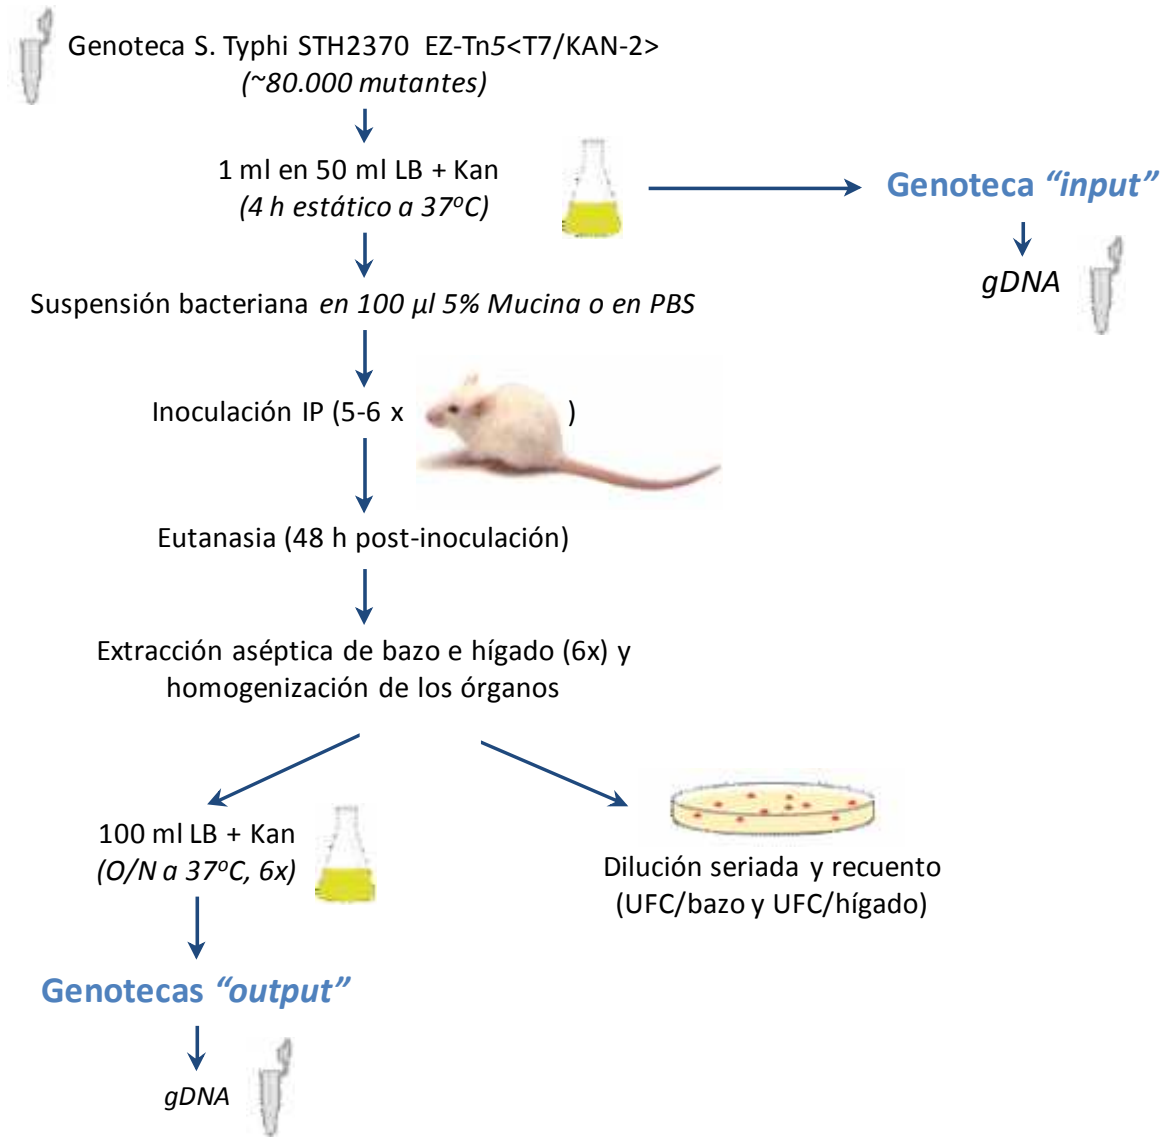 Genoteca S. Typhi STH2370 EZ-Tn5<T7/KAN-2>
(~80.000 mutantes)
1 ml en 50 ml LB + Kan
(4 h estático a 37ºC)
Genoteca “input”
gDNA
Suspensión bacteriana en 100 µl 5% Mucina o en PBS
Inoculación IP (5-6 x )
Eutanasia (48 h post-inoculación)
Extracción aséptica de bazo e hígado (6x) y
homogenización de los órganos
100 ml LB + Kan
(O/N a 37ºC, 6x)
Dilución seriada y recuento
(UFC/bazo y UFC/hígado)
Genotecas “output”
gDNA